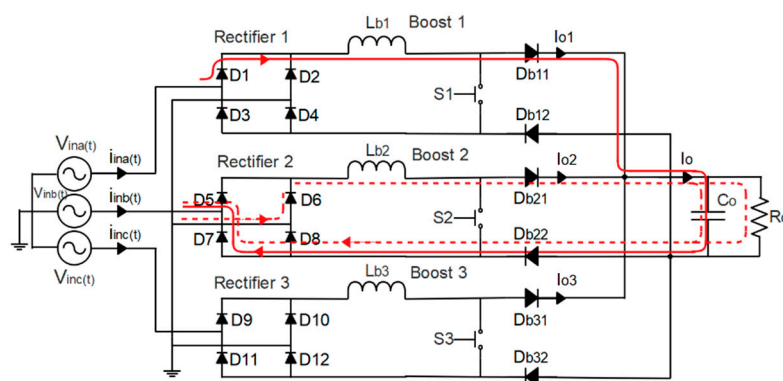 Rectifier 1 Lb1 Boost 1 Io1
D1 D2 Db11
S1
D3 D4 Db12
Vina(t) iina(t)
Rectifier 2 Lb2 Boost 2 Io2 Io
Vinb(t) iinb(t) D5 D6 Db21 Co
S2 Ro
D7 D8 Db22
iinc(t)
Vinc(t)
Rectifier 3 Lb3 Boost 3 Io3
D9 D10 Db31
S3
D11 D12 Db32